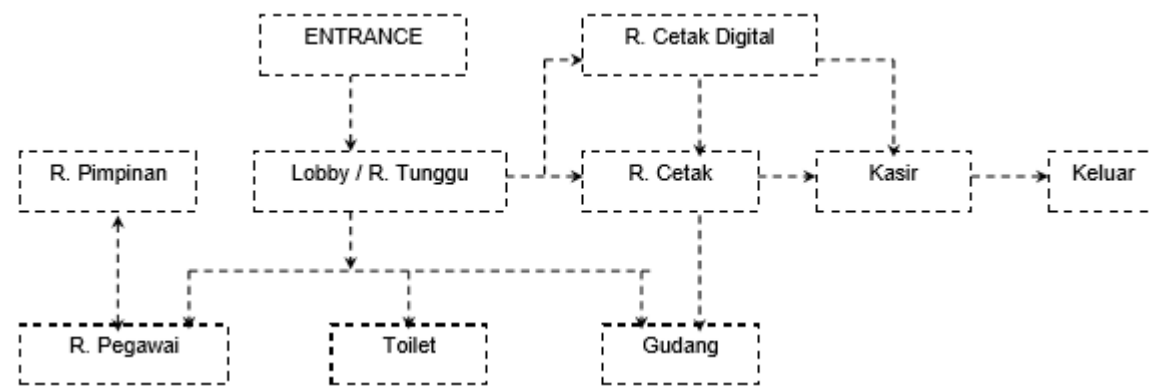 ENTRANCE
R. Cetak Digital
R. Pimpinan
Lobby / R. Tunggu
R. Cetak
Kasir
Keluar
R. Pegawai
Toilet
Gudang